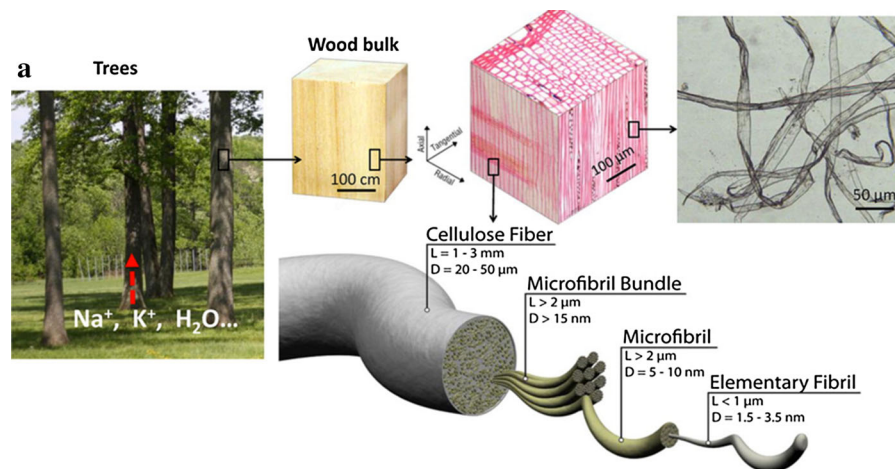 a
Trees
Na⁺, K⁺, H₂O...
Wood bulk
100 cm
Axial
Tangential
Radial
100 µm
50 µm
Cellulose Fiber
L = 1 - 3 mm
D = 20 - 50 µm
Microfibril Bundle
L > 2 µm
D > 15 nm
Microfibril
L > 2 µm
D = 5 - 10 nm
Elementary Fibril
L < 1 µm
D = 1.5 - 3.5 nm